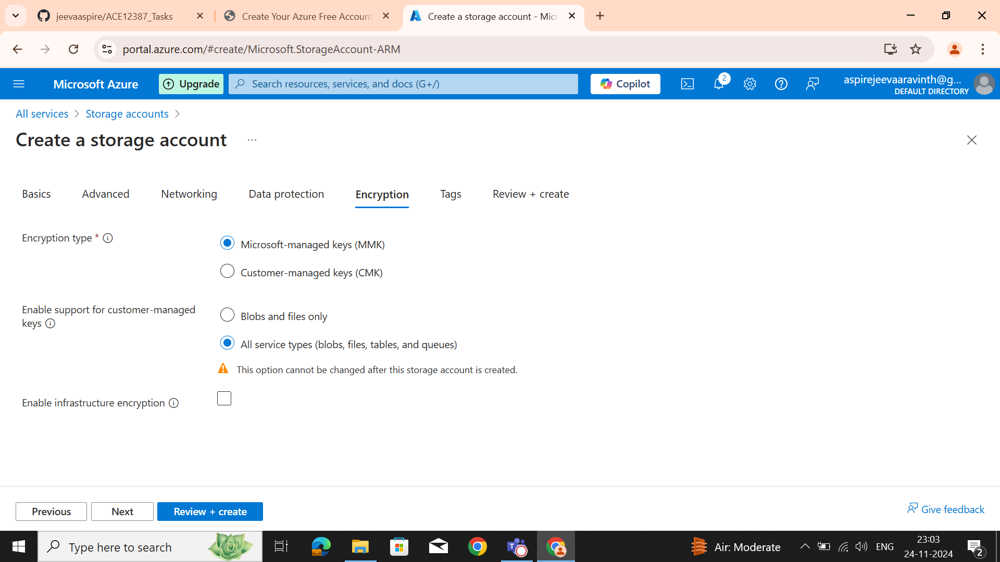 jeevaaspire/ACE12387_Tasks
Create Your Azure Free Account
Create a storage account - Micr
portal.azure.com/#create/Microsoft.StorageAccount-ARM
Microsoft Azure
Upgrade
Search resources, services, and docs (G+/)
Copilot
2
aspirejeevaaravinth@g...
DEFAULT DIRECTORY
All services > Storage accounts >
Create a storage account ...
Basics
Advanced
Networking
Data protection
Encryption
Tags
Review + create
Encryption type *
Microsoft-managed keys (MMK)
Customer-managed keys (CMK)
Enable support for customer-managed
keys
Blobs and files only
All service types (blobs, files, tables, and queues)
This option cannot be changed after this storage account is created.
Enable infrastructure encryption
Previous
Next
Review + create
Give feedback
Type here to search
Air: Moderate
ENG
23:03
24-11-2024
2